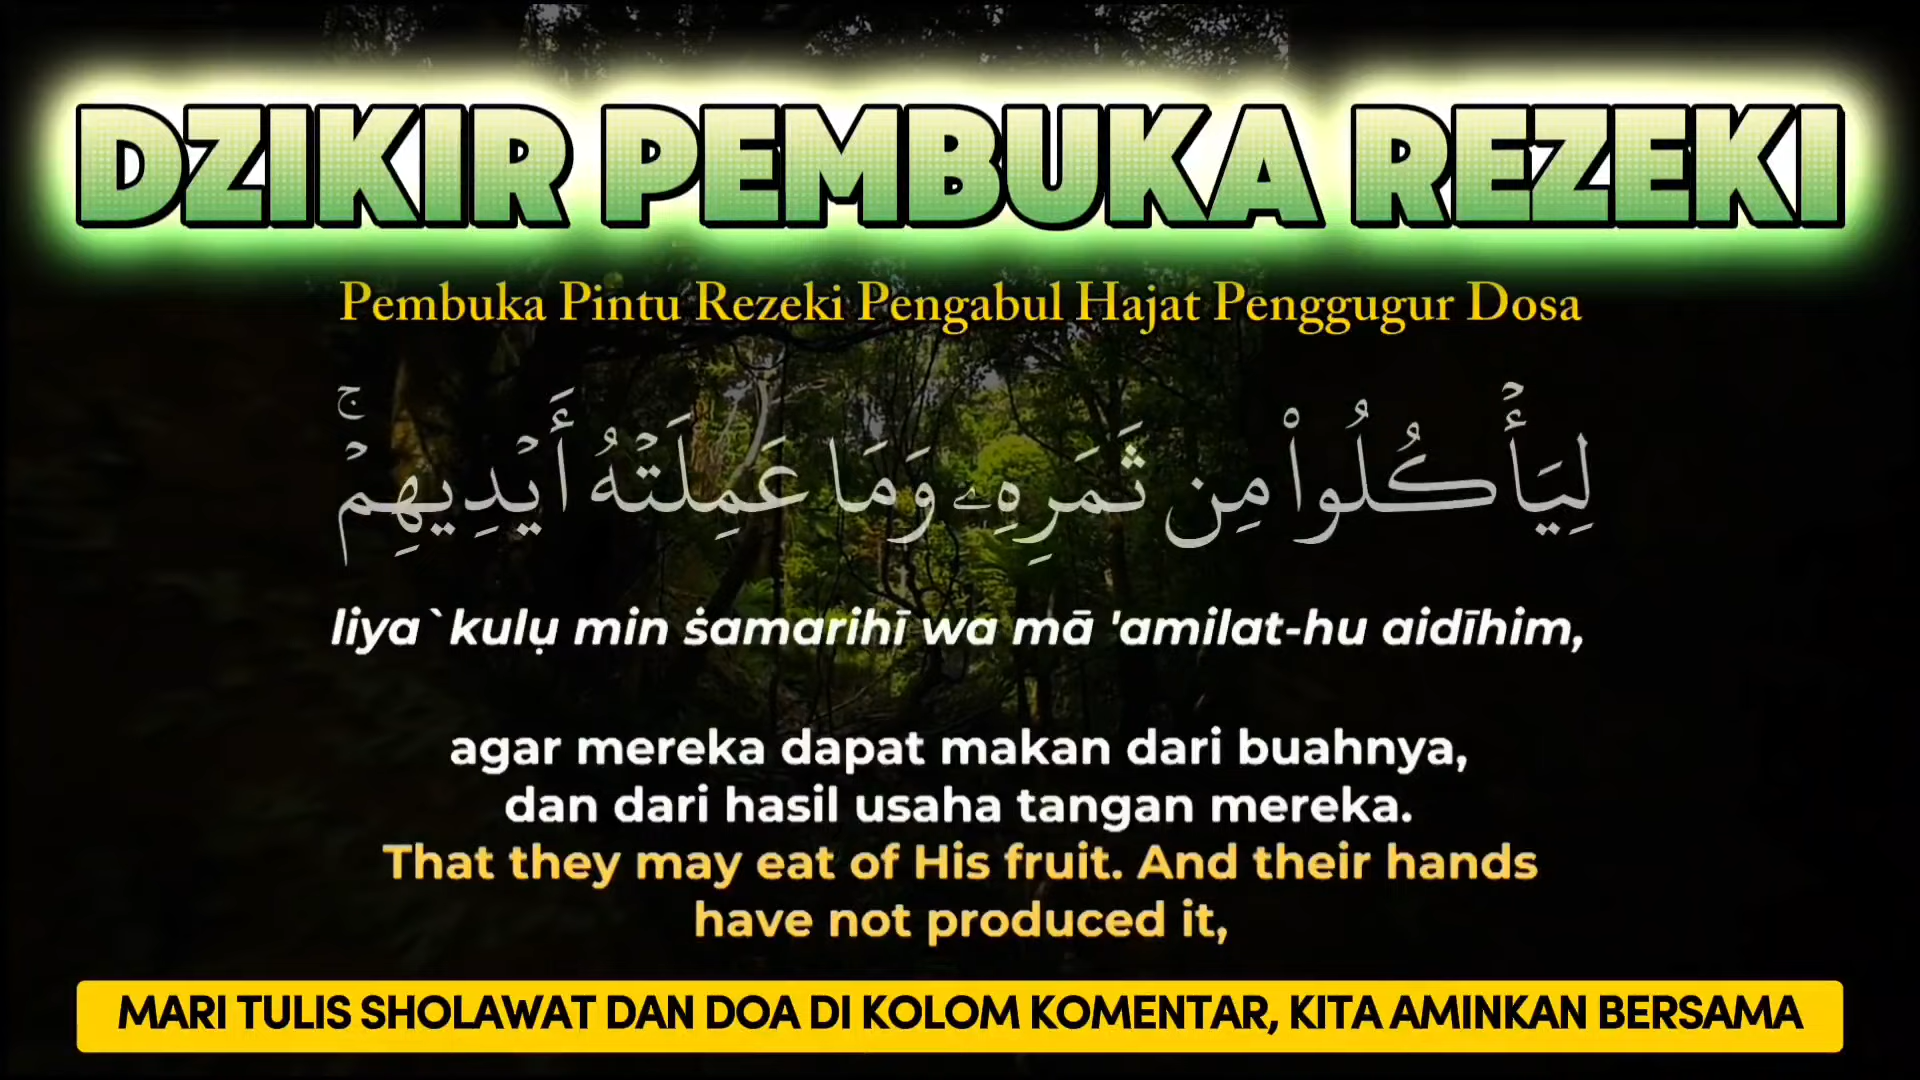 DZIKIR PEMBUKA REZEKI
Pembuka Pintu Rezeki Pengabul Hajat Penggugur Dosa
لِيَأْكُلُوا۟ مِن ثَمَرِهِۦ وَمَا عَمِلَتْهُ أَيْدِيهِمْ ۚ
liya`kulụ min ṡamarihī wa mā 'amilat-hu aidīhim,
agar mereka dapat makan dari buahnya,
dan dari hasil usaha tangan mereka.
That they may eat of His fruit. And their hands
have not produced it,
MARI TULIS SHOLAWAT DAN DOA DI KOLOM KOMENTAR, KITA AMINKAN BERSAMA